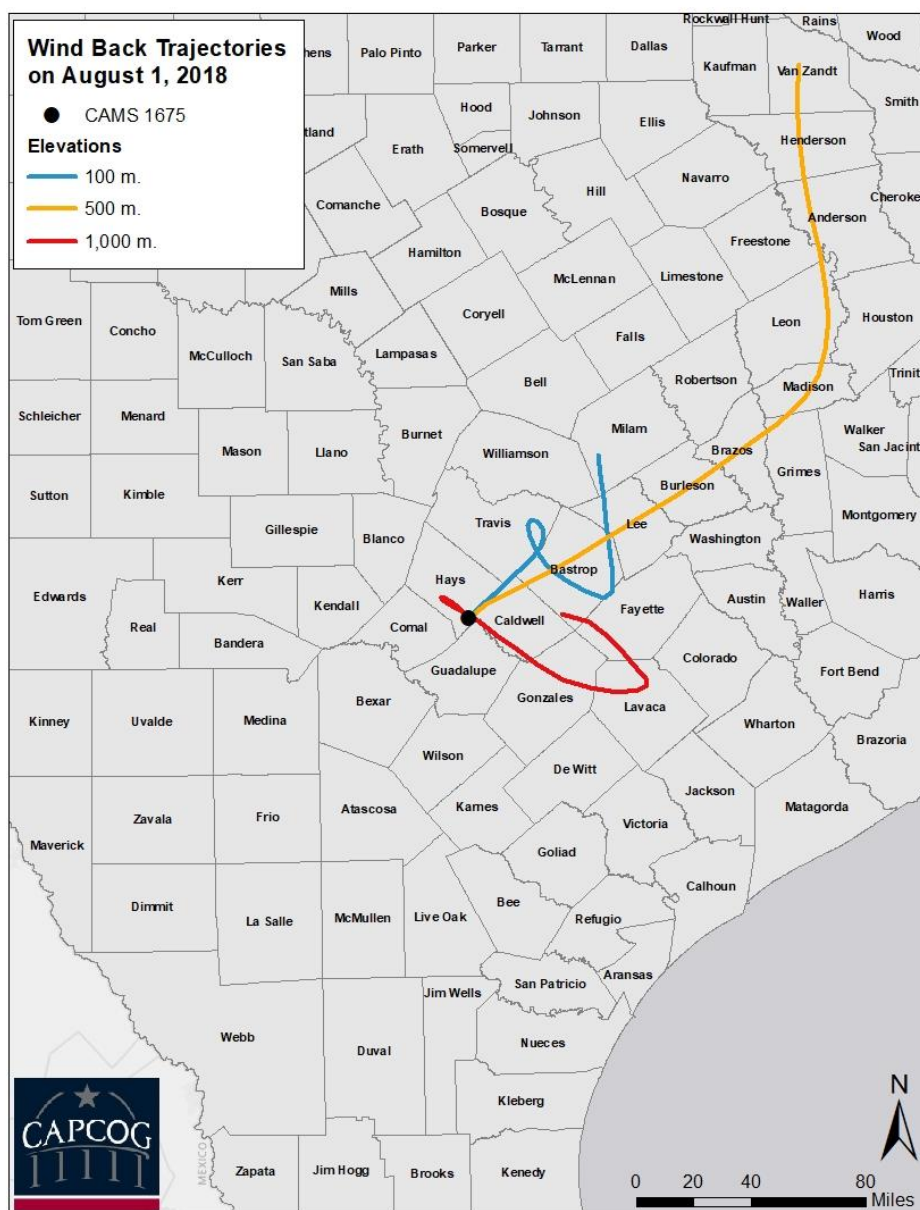 Wind Back Trajectories
on August 1, 2018
CAMS 1675
Elevations
100 m.
500 m.
1,000 m.
Rockwall Hunt
Rains
Wood
hens
Palo Pinto
Parker
Tarrant
Dallas
Kaufman
Van Zandt
Smith
tland
Erath
Hood
Somervell
Johnson
Ellis
Henderson
Comanche
Bosque
Hill
Navarro
Anderson
Cheroke
Hamilton
Freestone
Mills
McLennan
Limestone
Tom Green
Concho
McCulloch
San Saba
Lampasas
Coryell
Falls
Leon
Houston
Bell
Robertson
Madison
Trinit
Schleicher
Menard
Mason
Llano
Burnet
Williamson
Milam
Brazos
Walker
San Jacint
Grimes
Sutton
Kimble
Burleson
Gillespie
Blanco
Travis
Lee
Washington
Montgomery
Edwards
Kerr
Kendall
Hays
Bastrop
Real
Bandera
Comal
Caldwell
Fayette
Austin
Waller
Harris
Guadalupe
Colorado
Fort Bend
Kinney
Uvalde
Medina
Bexar
Gonzales
Lavaca
Wharton
Brazoria
Wilson
De Witt
Jackson
Matagorda
Maverick
Zavala
Frio
Atascosa
Karnes
Victoria
Goliad
Calhoun
Dimmit
La Salle
McMullen
Live Oak
Bee
Refugio
Aransas
San Patricio
Jim Wells
Webb
Duval
Nueces
Kleberg
CAPCOG
MEXICO
Zapata
Jim Hogg
Brooks
Kenedy
N
0 20 40 80
Miles